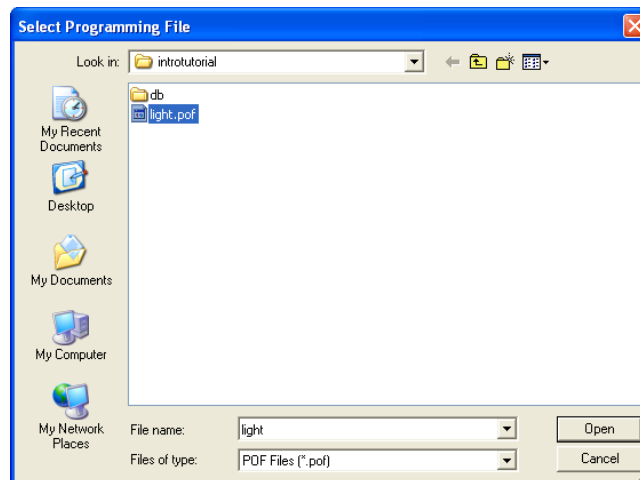 Select Programming File
Look in:
introtutorial
db
light.pof
My Recent
Documents
Desktop
My Documents
My Computer
My Network
Places
File name:
light
Open
Files of type:
POF Files (*.pof)
Cancel